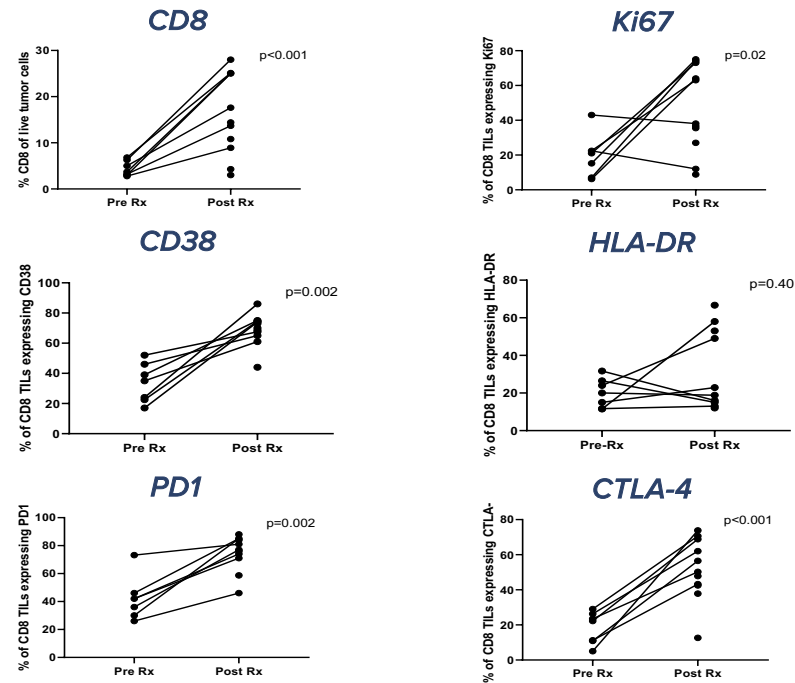 CD8
% CD8 of live tumor cells
30
20
10
0
p<0.001
Pre Rx
Post Rx
Ki67
% of CD8 TILs expressing Ki67
80
60
40
20
0
p=0.02
Pre Rx
Post Rx
CD38
% of CD8 TILs expressing CD38
100
80
60
40
20
0
p=0.002
Pre Rx
Post Rx
HLA-DR
% of CD8 TILs expressing HLA-DR
80
60
40
20
0
p=0.40
Pre-Rx
Post Rx
PD1
% of CD8 TILs expressing PD1
100
80
60
40
20
0
p=0.002
Pre Rx
Post Rx
CTLA-4
% of CD8 TILs expressing CTLA-
80
60
40
20
0
p<0.001
Pre Rx
Post Rx